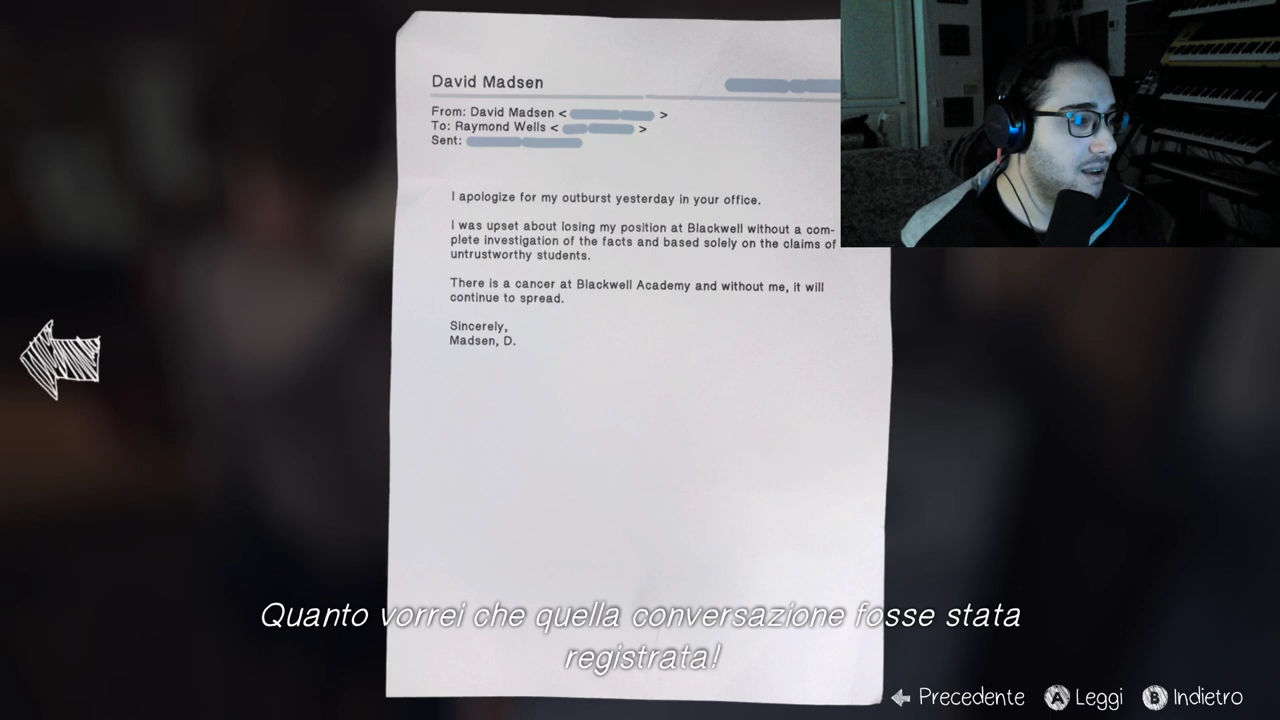 David Madsen
From: David Madsen < >
To: Raymond Wells < >
Sent:
I apologize for my outburst yesterday in your office.
I was upset about losing my position at Blackwell without a com-
plete investigation of the facts and based solely on the claims of
untrustworthy students.
There is a cancer at Blackwell Academy and without me, it will
continue to spread.
Sincerely,
Madsen, D.
Quanto vorrei che quella conversazione fosse stata
registrata!
Precedente A Leggi B Indietro